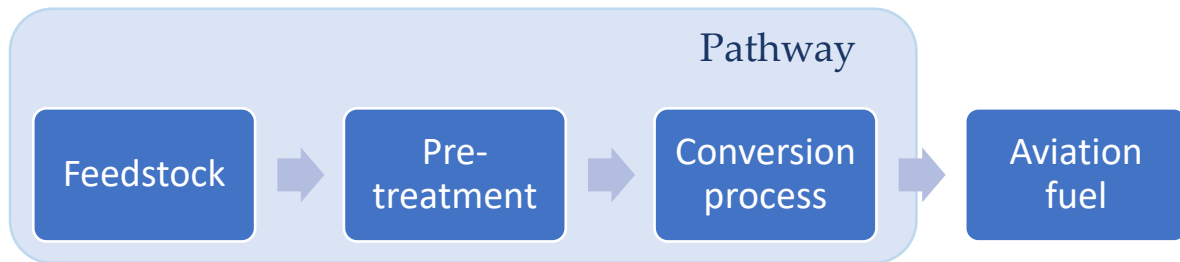 Pathway
Feedstock
Pre-
treatment
Conversion
process
Aviation
fuel